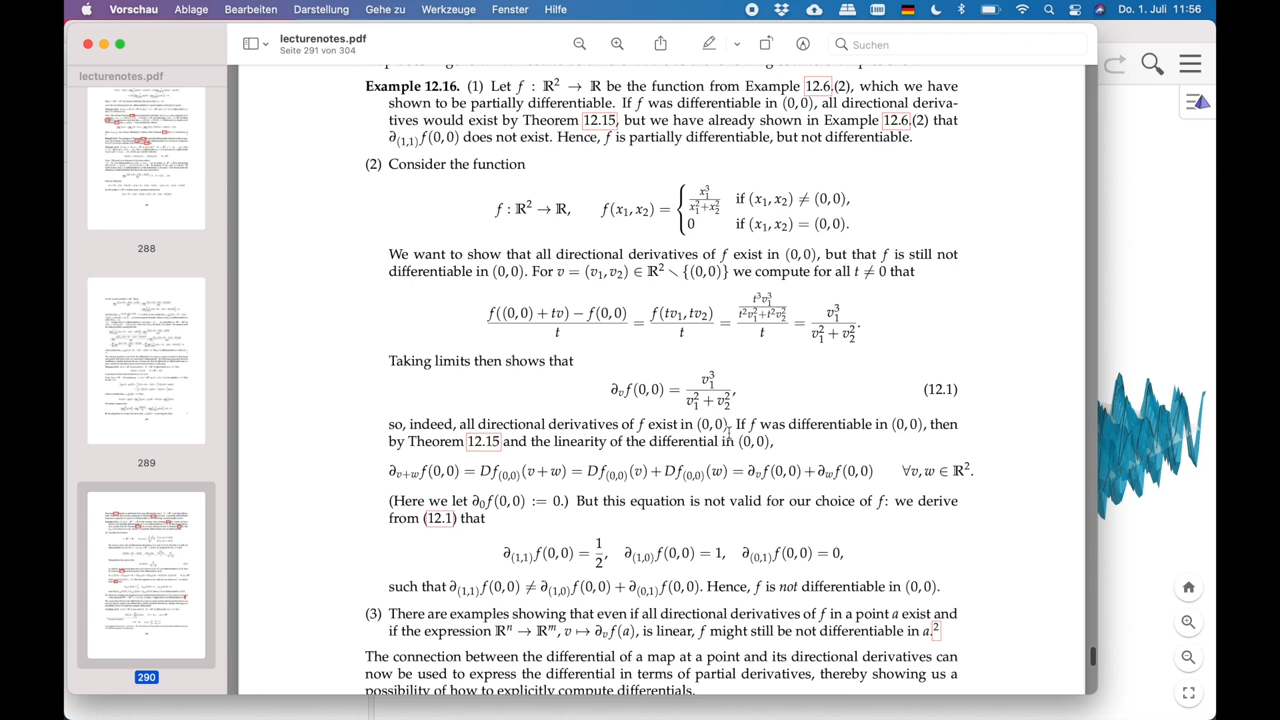 Vorschau Ablage Bearbeiten Darstellung Gehe zu Werkzeuge Fenster Hilfe Do. 1. Juli 11:56
lecturenotes.pdf
Seite 291 von 304
Suchen
lecturenotes.pdf
288
289
290
Example 12.16. (1) Let f : ℝ² → ℝ be the function from Example 12.6.(2), which we have
shown to be partially differentiable. If f was differentiable in (0,0), all directional deriva-
tives would exist by Theorem 12.15, but we have already shown in Example 12.6.(2) that
f(0,0) does not exist. Hence f is partially differentiable, but not differentiable.
(2) Consider the function
f : ℝ² → ℝ, f(x₁, x₂) = { x₁³/(x₁²+x₂²) if (x₁, x₂) ≠ (0,0),
0 if (x₁, x₂) = (0,0).
We want to show that all directional derivatives of f exist in (0,0), but that f is still not
differentiable in (0,0). For v = (v₁, v₂) ∈ ℝ² ∖ {(0,0)} we compute for all t ≠ 0 that
(f((0,0) + tv) − f(0,0))/t = f(tv₁, tv₂)/t = (t³v₁³/(t²v₁²+t²v₂²))/t = v₁³/(v₁² + v₂²).
Taking limits then shows that
∂ᵥf(0,0) = v₁³/(v₁² + v₂²), (12.1)
so, indeed, all directional derivatives of f exist in (0,0). If f was differentiable in (0,0), then
by Theorem 12.15 and the linearity of the differential in (0,0),
∂ᵥ₊wf(0,0) = Df₍₀,₀₎(v + w) = Df₍₀,₀₎(v) + Df₍₀,₀₎(w) = ∂ᵥf(0,0) + ∂wf(0,0) ∀v, w ∈ ℝ².
(Here we let ∂₀f(0,0) := 0.) But this equation is not valid for our choice of f: we derive
from (12.1) that
∂₍₁,₁₎f(0,0) = 1/2, ∂₍₁,₀₎f(0,0) = 1, ∂₍₀,₁₎f(0,0) = 0,
such that ∂₍₁,₁₎f(0,0) ≠ ∂₍₁,₀₎f(0,0) + ∂₍₀,₁₎f(0,0). Hence, f is not differentiable in (0,0).
(3) There are examples showing that even if all directional derivatives of f in a point a exist and
if the expression ℝⁿ → ℝᵐ, v ↦ ∂ᵥf(a), is linear, f might still be not differentiable in a.²
The connection between the differential of a map at a point and its directional derivatives can
now be used to express the differential in terms of partial derivatives, thereby showing us a
possibility of how to explicitly compute differentials.